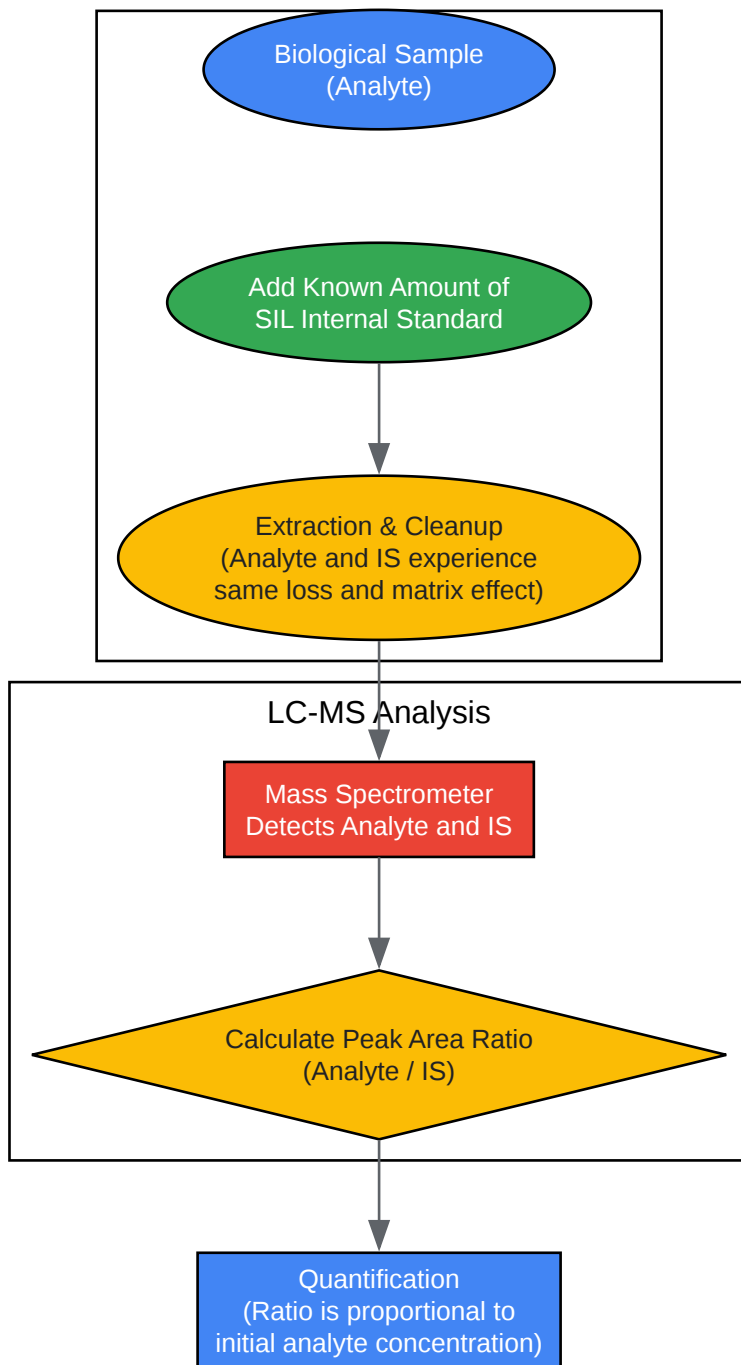 Biological Sample
(Analyte)
Add Known Amount of
SIL Internal Standard
Extraction & Cleanup
(Analyte and IS experience
same loss and matrix effect)
LC-MS Analysis
Mass Spectrometer
Detects Analyte and IS
Calculate Peak Area Ratio
(Analyte / IS)
Quantification
(Ratio is proportional to
initial analyte concentration)